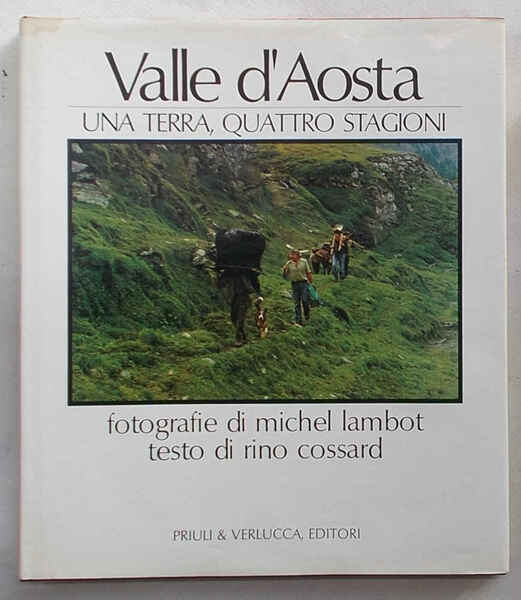 Valle d'Aosta
UNA TERRA, QUATTRO STAGIONI
fotografie di michel lambot
testo di rino cossard
PRIULI & VERLUCCA, EDITORI